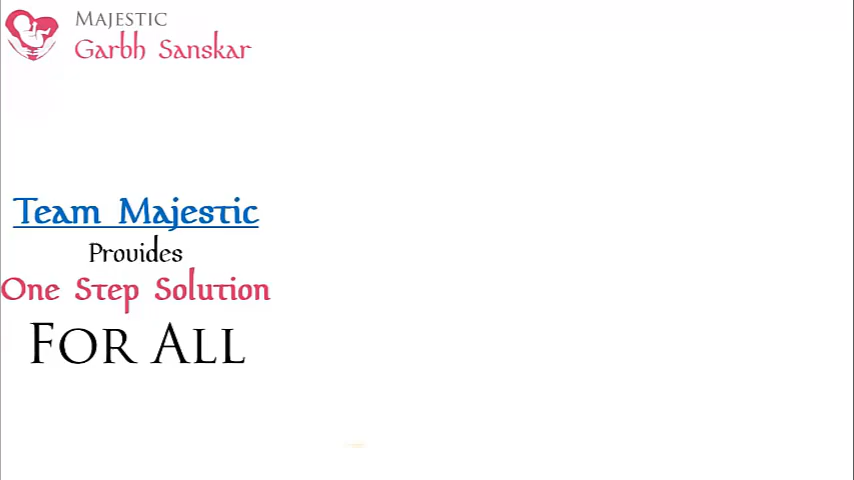 Majestic
Garbh Sanskar
Team Majestic
Provides
One Step Solution
For All